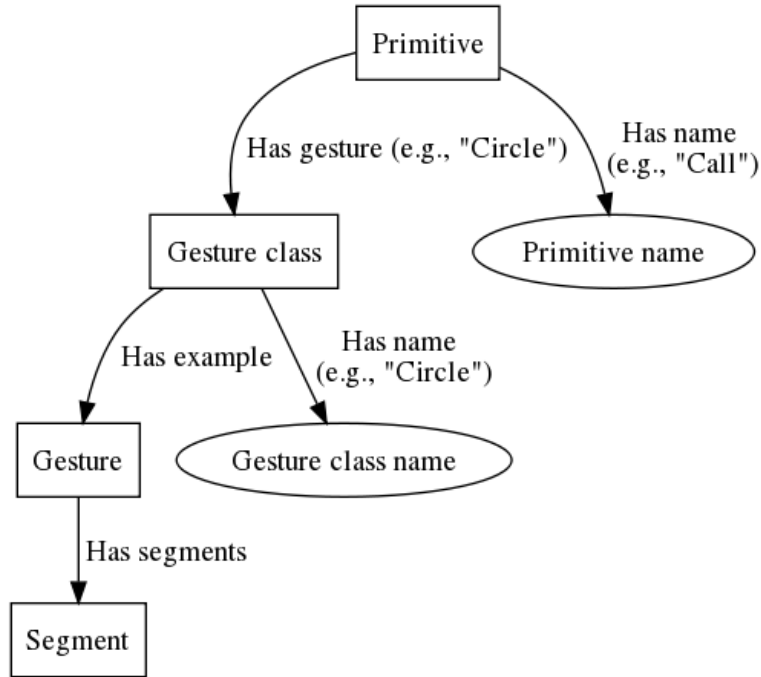 Primitive
Has gesture (e.g., "Circle")
Has name
(e.g., "Call")
Gesture class
Primitive name
Has example
Has name
(e.g., "Circle")
Gesture
Gesture class name
Has segments
Segment